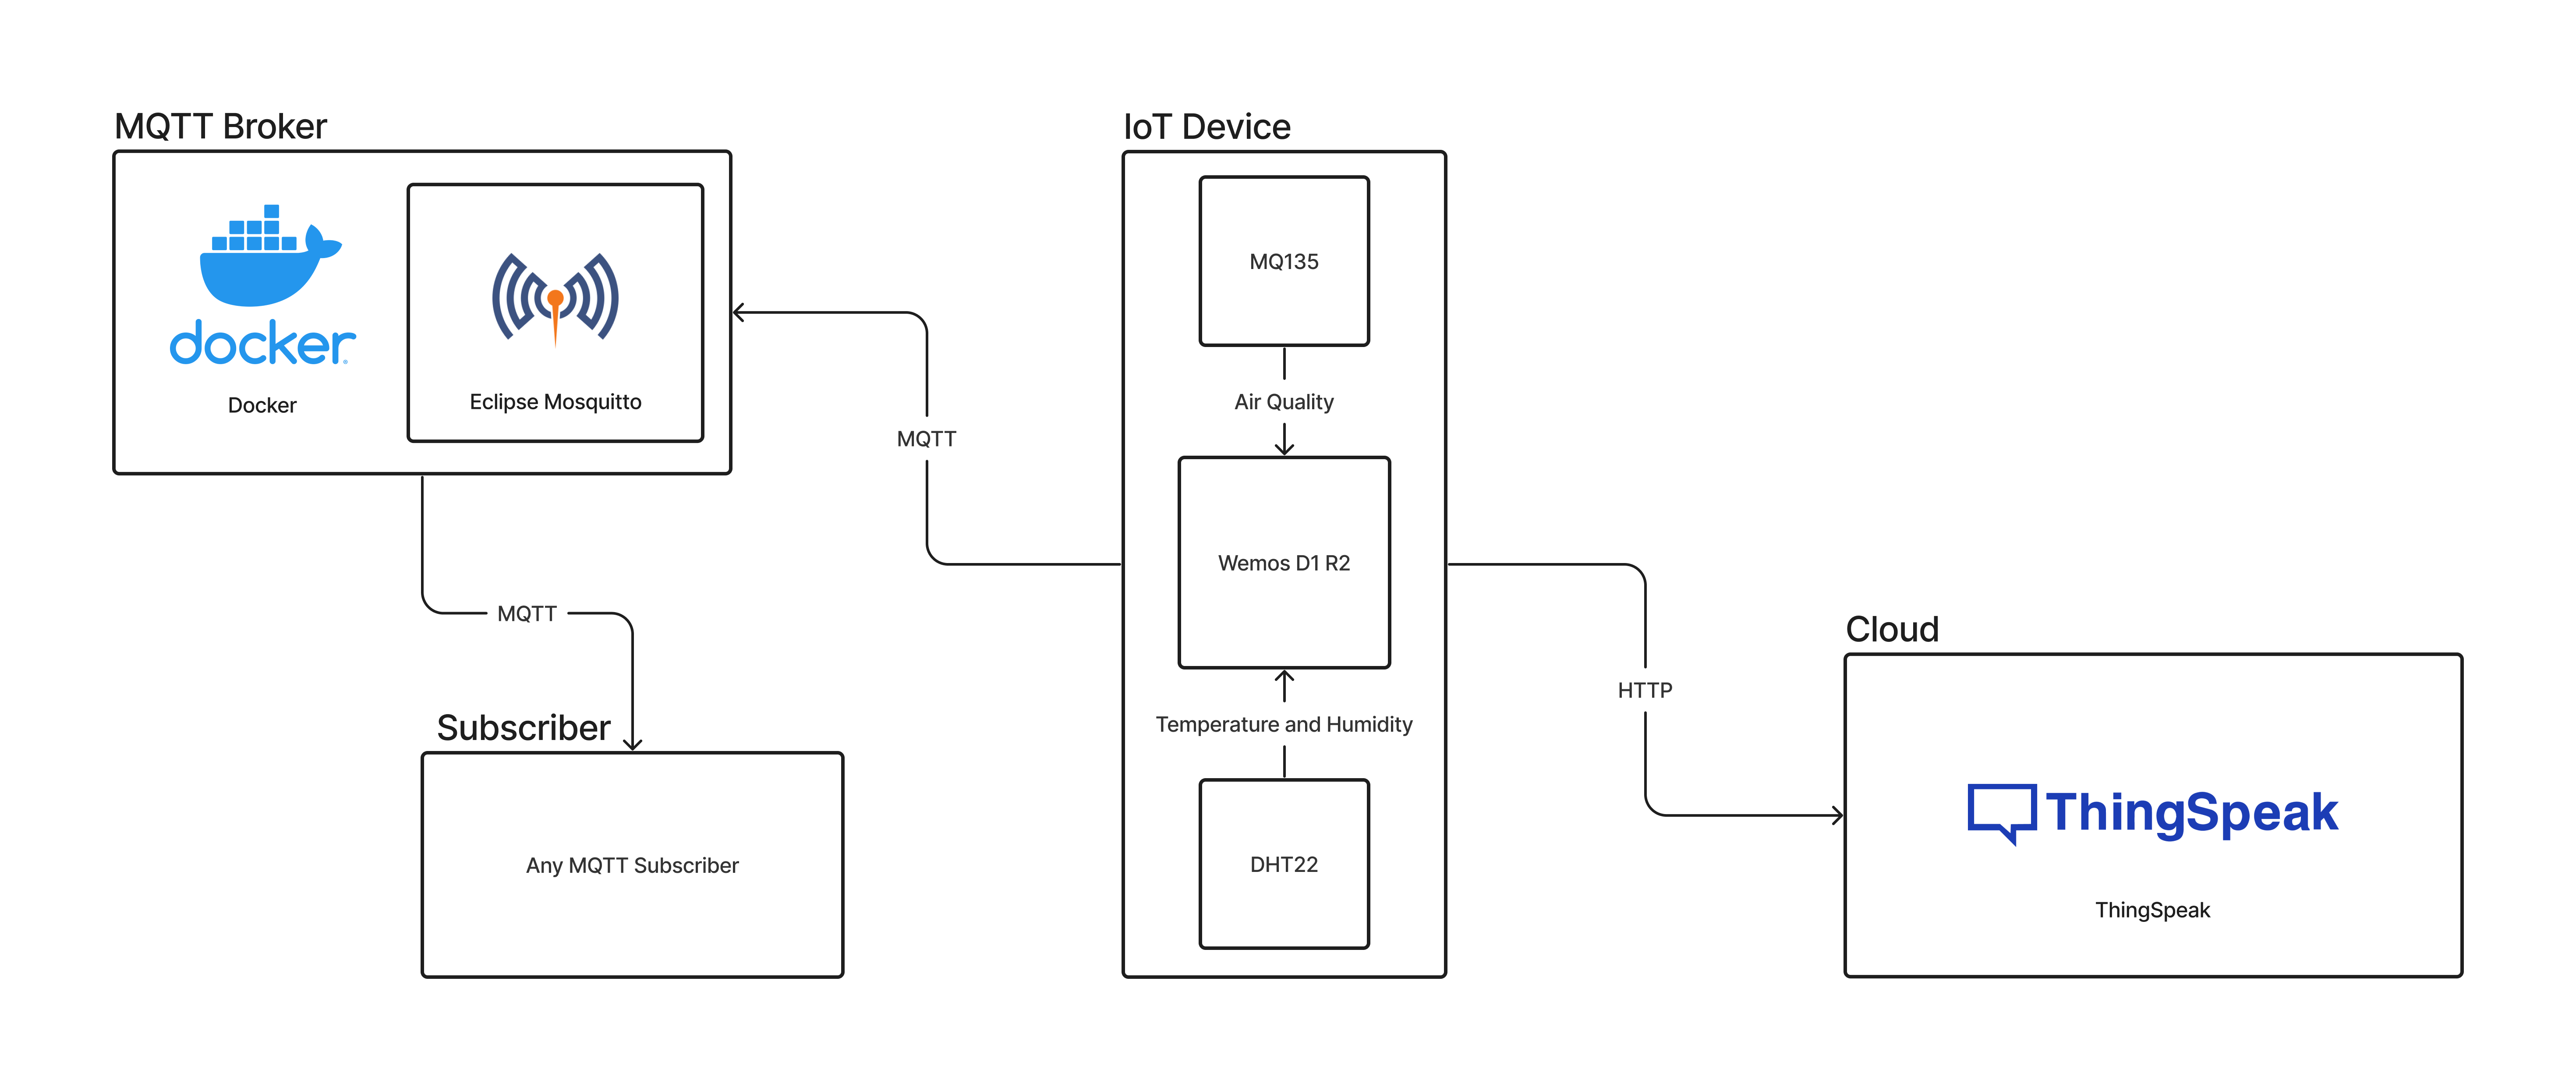 MQTT Broker
docker
Docker
Eclipse Mosquitto
MQTT
Subscriber
Any MQTT Subscriber
MQTT
IoT Device
MQ135
Air Quality
Wemos D1 R2
Temperature and Humidity
DHT22
HTTP
Cloud
ThingSpeak
ThingSpeak